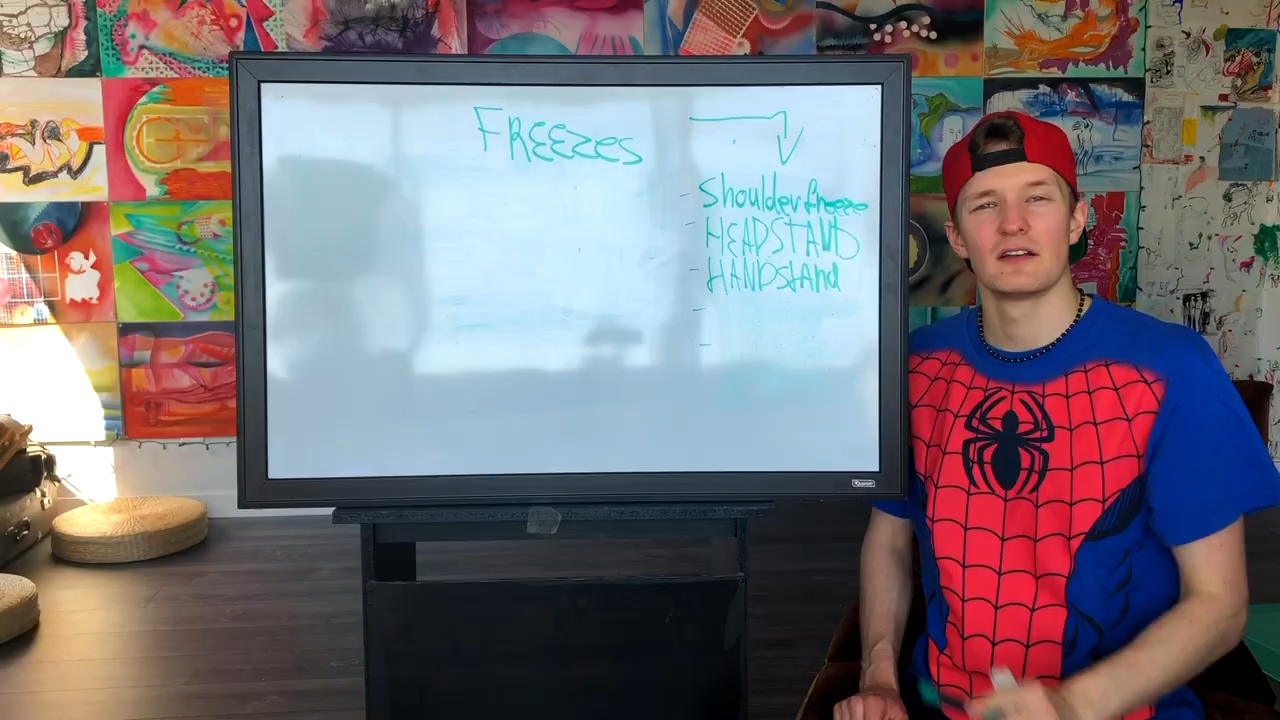 FREEZES
- Shoulder freeze
- HEADSTAND
- HANDstand
-
-